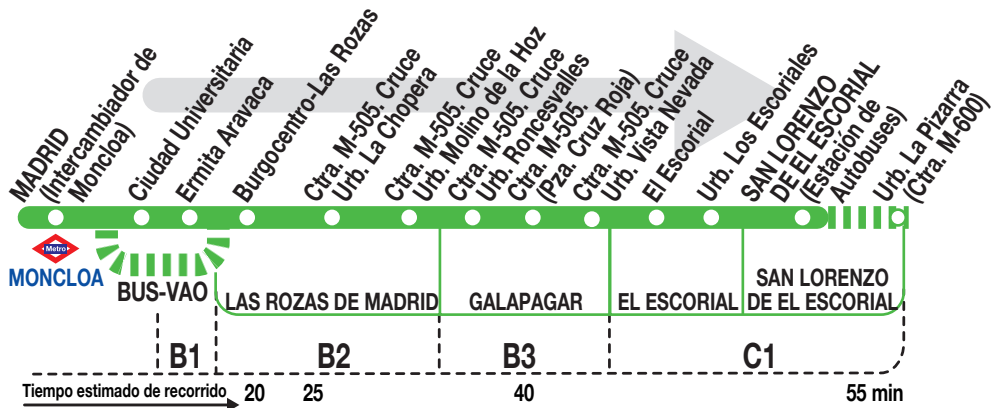 MADRID
(Intercambiador de
Moncloa)
Ciudad Universitaria
Ermita Aravaca
Burgocentro-Las Rozas
Ctra. M-505. Cruce
Urb. La Chopera
Ctra. M-505. Cruce
Urb. Molino de la Hoz
Ctra. M-505. Cruce
Urb. Roncesvalles
Ctra. M-505.
(Pza. Cruz Roja)
Ctra. M-505. Cruce
Urb. Vista Nevada
El Escorial
Urb. Los Escoriales
SAN LORENZO
DE EL ESCORIAL
(Estación de
Autobuses)
Urb. La Pizarra
(Ctra. M-600)
Metro
MONCLOA
BUS-VAO
LAS ROZAS DE MADRID
GALAPAGAR
EL ESCORIAL
SAN LORENZO
DE EL ESCORIAL
B1
B2
B3
C1
Tiempo estimado de recorrido 20 25 40 55 min